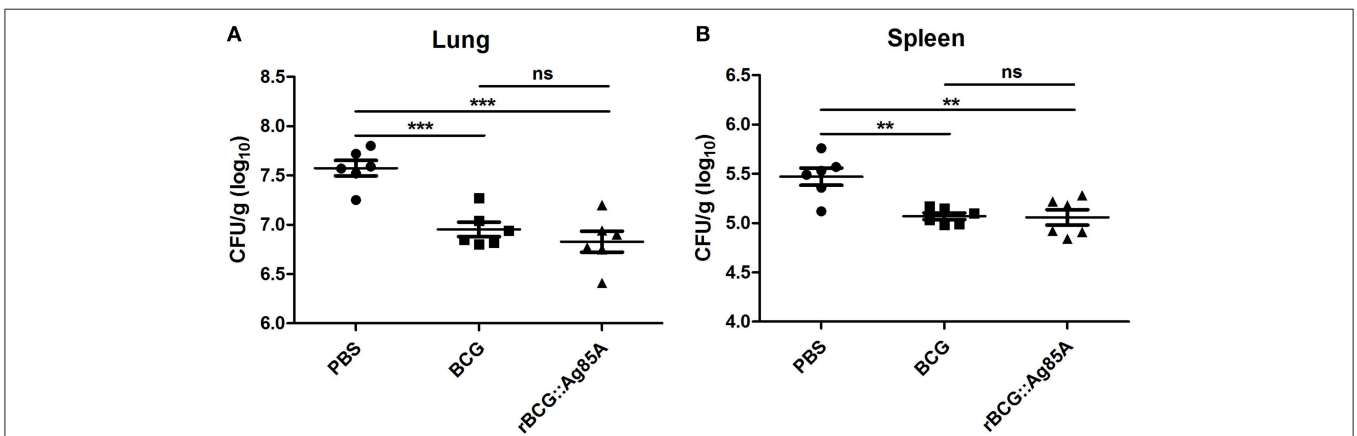 A
Lung
CFU/g (log10)
8.5
8.0
7.5
7.0
6.5
6.0
ns
***
***
PBS
BCG
rBCG::Ag85A
B
Spleen
CFU/g (log10)
6.5
6.0
5.5
5.0
4.5
4.0
ns
**
**
PBS
BCG
rBCG::Ag85A